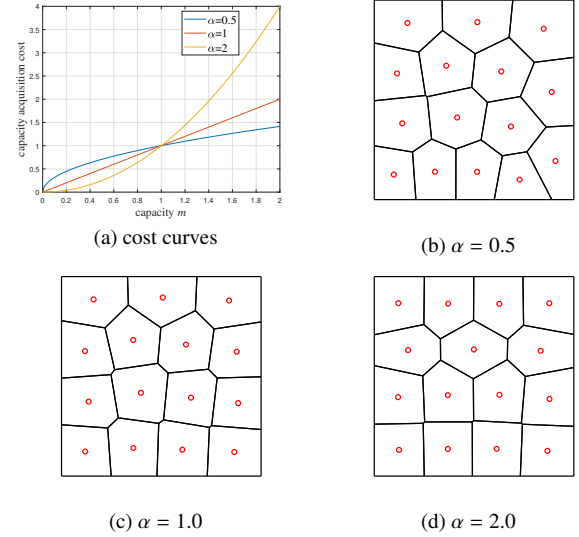 4
3.5
3
2.5
2
1.5
1
0.5
0
capacity acquisition cost
α=0.5
α=1
α=2
0 0.2 0.4 0.6 0.8 1 1.2 1.4 1.6 1.8 2
capacity m
(a) cost curves
(b) α = 0.5
(c) α = 1.0
(d) α = 2.0